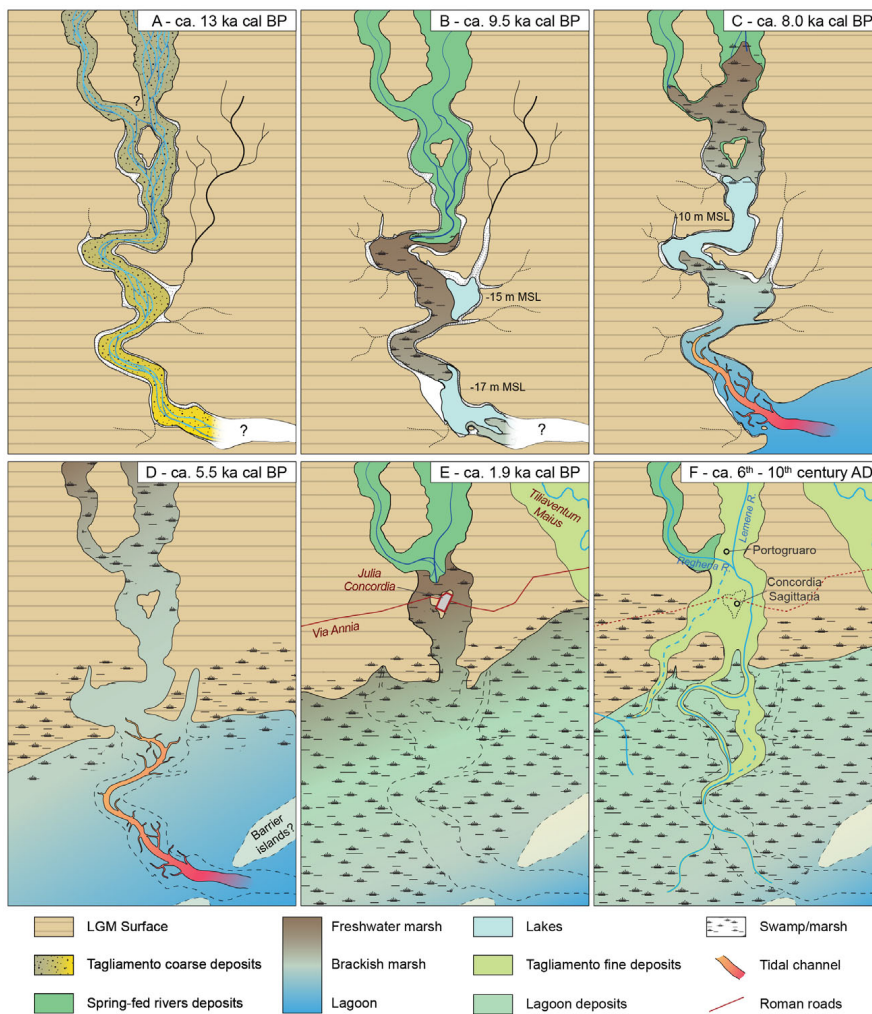 A - ca. 13 ka cal BP
?
?
B - ca. 9.5 ka cal BP
-15 m MSL
-17 m MSL
?
C - ca. 8.0 ka cal BP
-10 m MSL
D - ca. 5.5 ka cal BP
Barrier
islands?
E - ca. 1.9 ka cal BP
Tiliaventum
Maius
Julia
Concordia
Via Annia
F - ca. 6th - 10th century AD
Lemene R.
Portogruaro
Reghena R.
Concordia
Sagittaria
LGM Surface
Tagliamento coarse deposits
Spring-fed rivers deposits
Freshwater marsh
Brackish marsh
Lagoon
Lakes
Tagliamento fine deposits
Lagoon deposits
Swamp/marsh
Tidal channel
Roman roads